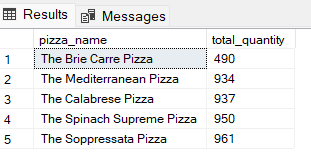 Results Messages
pizza_name total_quantity
1 The Brie Carre Pizza 490
2 The Mediterranean Pizza 934
3 The Calabrese Pizza 937
4 The Spinach Supreme Pizza 950
5 The Soppressata Pizza 961